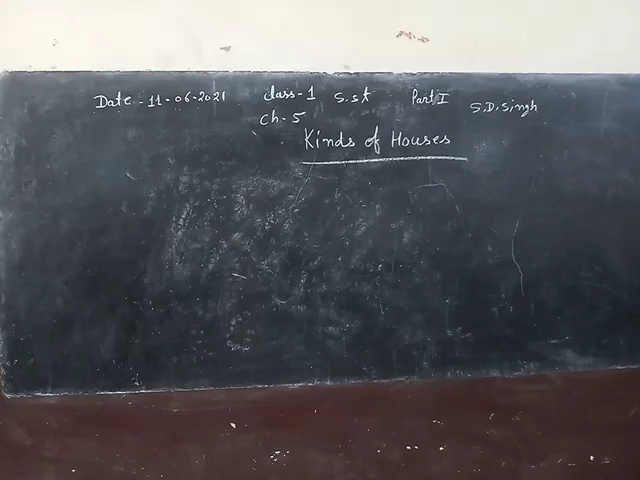 Date - 11-06-2021 class-1 S.st Part I S.D.Singh
Ch-5
Kinds of Houses